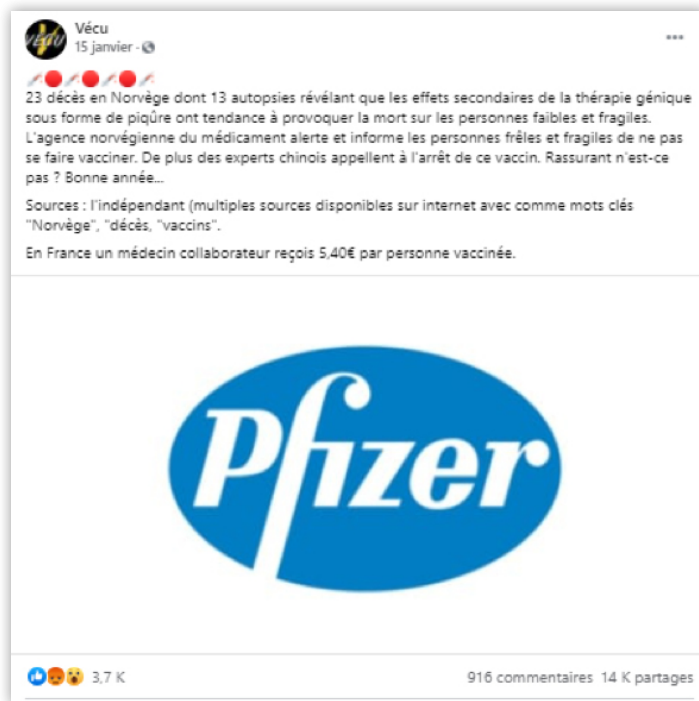 Vécu
15 janvier ·
23 décès en Norvège dont 13 autopsies révélant que les effets secondaires de la thérapie génique
sous forme de piqûre ont tendance à provoquer la mort sur les personnes faibles et fragiles.
L'agence norvégienne du médicament alerte et informe les personnes frêles et fragiles de ne pas
se faire vacciner. De plus des experts chinois appellent à l'arrêt de ce vaccin. Rassurant n'est-ce
pas ? Bonne année...
Sources : l'indépendant (multiples sources disponibles sur internet avec comme mots clés
"Norvège", "décès, "vaccins".
En France un médecin collaborateur reçois 5,40€ par personne vaccinée.
Pfizer
3,7 K
916 commentaires 14 K partages